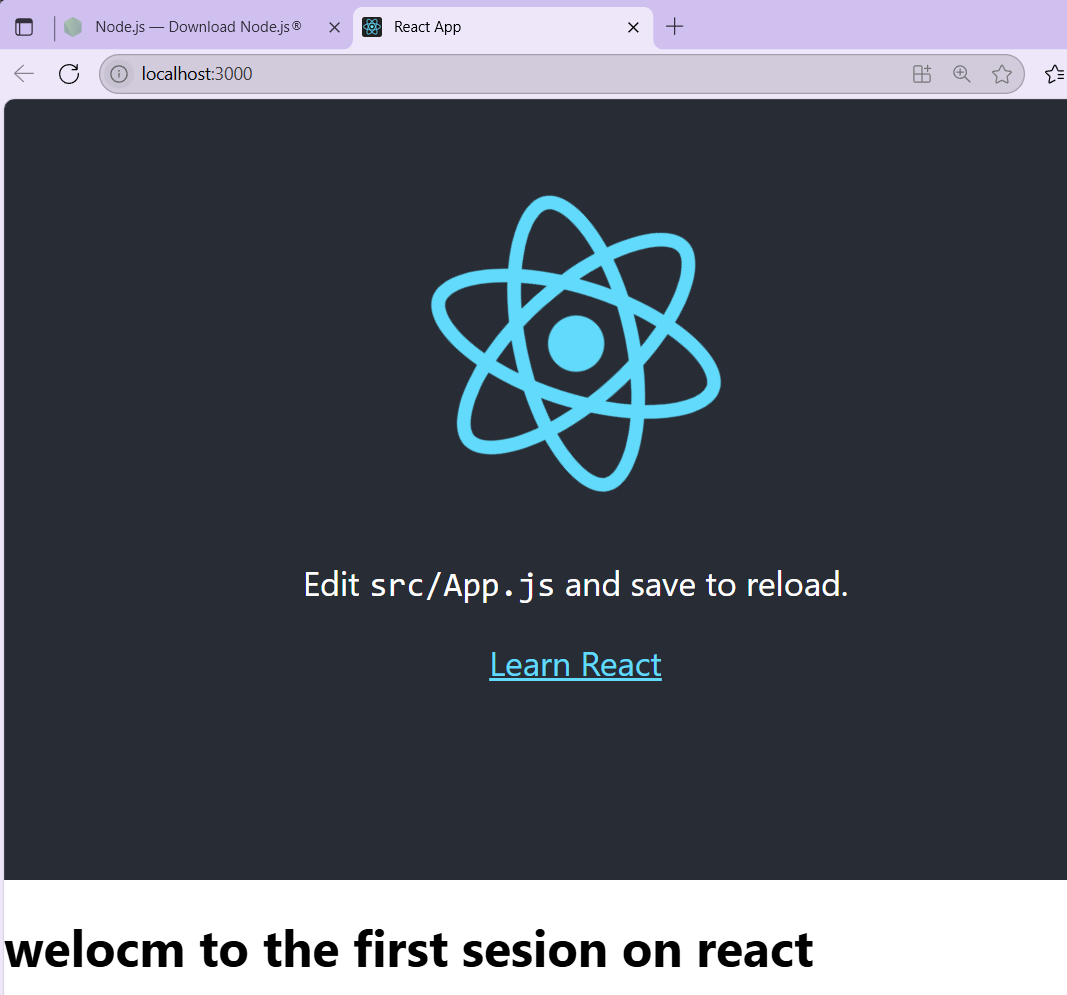 Node.js — Download Node.js®
React App
localhost:3000
Edit src/App.js and save to reload.
Learn React
welocm to the first sesion on react